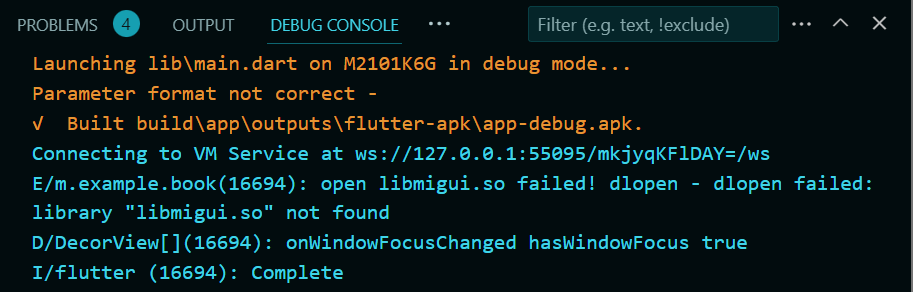 PROBLEMS 4 OUTPUT DEBUG CONSOLE ··· Filter (e.g. text, !exclude) ···
Launching lib\main.dart on M2101K6G in debug mode...
Parameter format not correct -
√  Built build\app\outputs\flutter-apk\app-debug.apk.
Connecting to VM Service at ws://127.0.0.1:55095/mkjyqKFlDAY=/ws
E/m.example.book(16694): open libmigui.so failed! dlopen - dlopen failed:
library "libmigui.so" not found
D/DecorView[](16694): onWindowFocusChanged hasWindowFocus true
I/flutter (16694): Complete